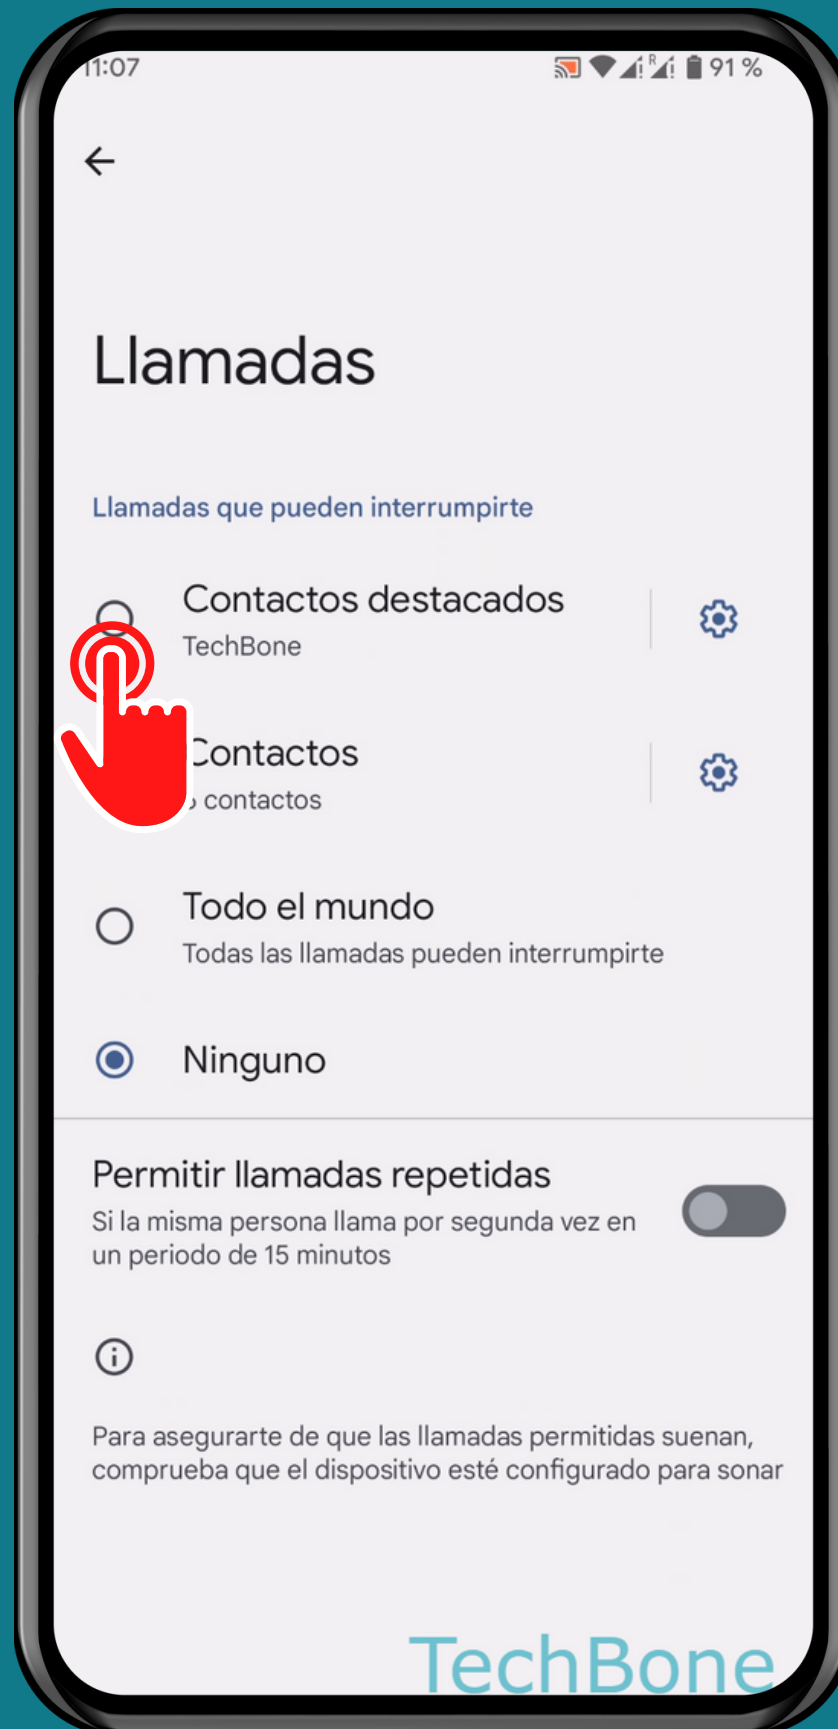 11:07
R
91 %
Llamadas
Llamadas que pueden interrumpirte
Contactos destacados
TechBone
Contactos
contactos
Todo el mundo
Todas las llamadas pueden interrumpirte
Ninguno
Permitir llamadas repetidas
Si la misma persona llama por segunda vez en
un periodo de 15 minutos
Para asegurarte de que las llamadas permitidas suenan,
comprueba que el dispositivo esté configurado para sonar
TechBone